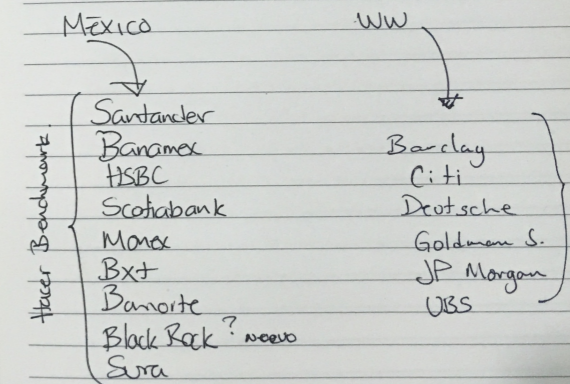 México
WW
Hacer Benchmark.
Santander
Banamex
HSBC
Scotiabank
Monex
Bx+
Banorte
Black Rock ? nuevo
Sura
Barclay
Citi
Deutsche
Goldman S.
JP Morgan
UBS